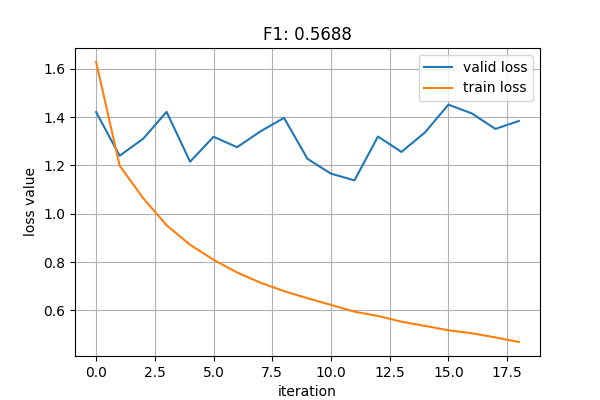 F1: 0.5688
valid loss
train loss
loss value
1.6
1.4
1.2
1.0
0.8
0.6
0.0 2.5 5.0 7.5 10.0 12.5 15.0 17.5
iteration